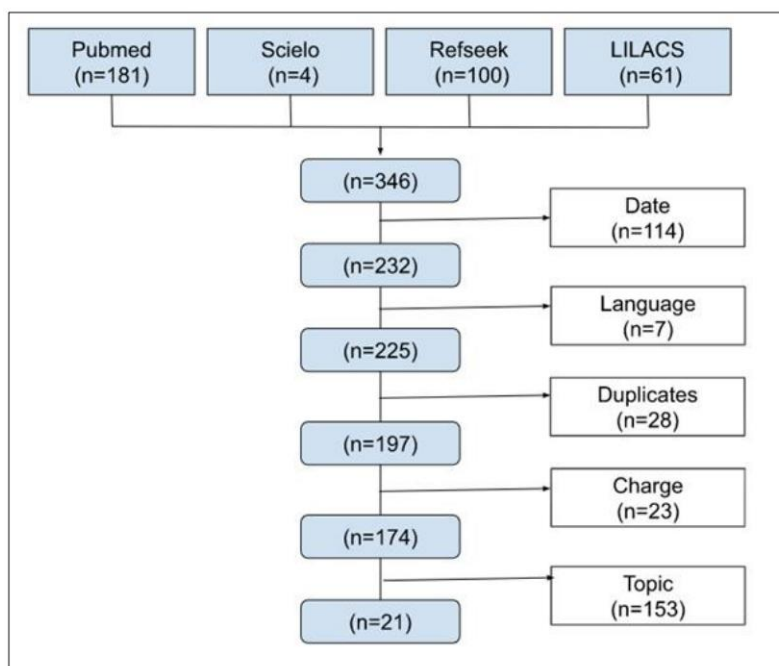 Pubmed
(n=181)
Scielo
(n=4)
Refseek
(n=100)
LILACS
(n=61)
(n=346)
Date
(n=114)
(n=232)
Language
(n=7)
(n=225)
Duplicates
(n=28)
(n=197)
Charge
(n=23)
(n=174)
Topic
(n=153)
(n=21)